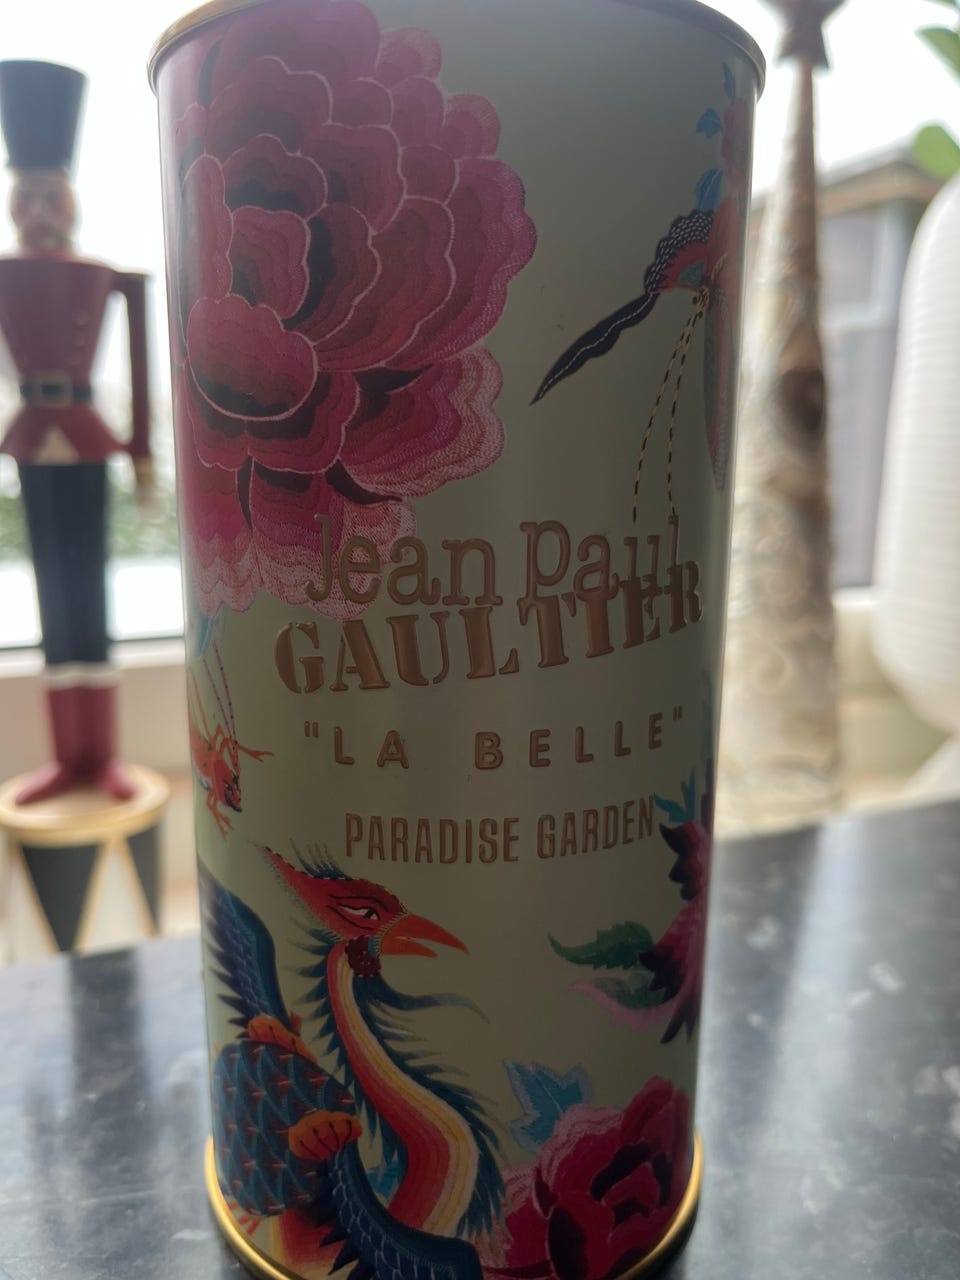 Jean Paul
GAULTIER
"LA BELLE"
PARADISE GARDEN